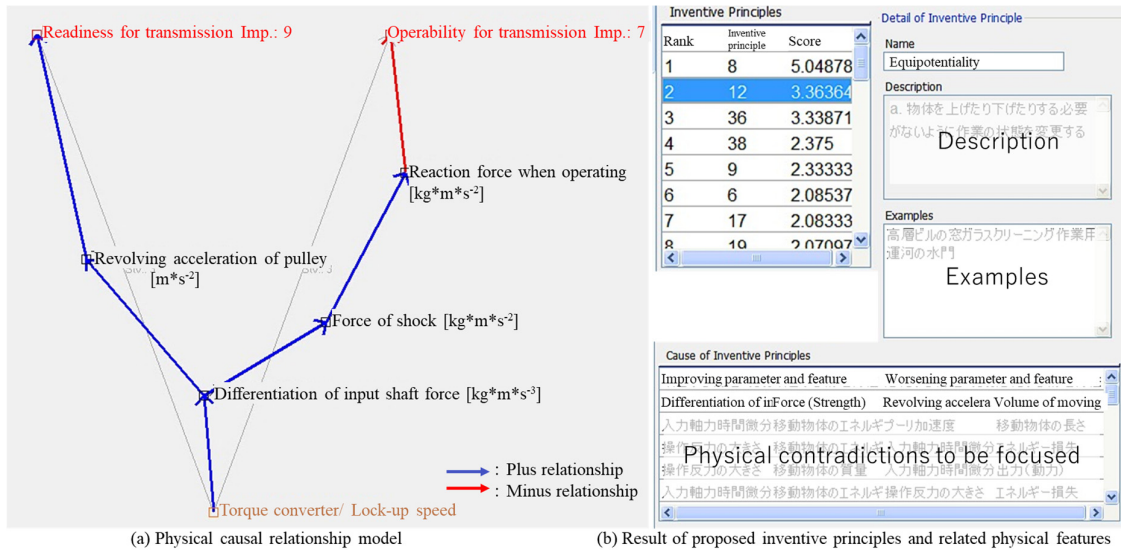 Readiness for transmission Imp.: 9
Operability for transmission Imp.: 7
Reaction force when operating
[kg*m*s-2]
Revolving acceleration of pulley
[m*s-2]
Force of shock [kg*m*s-2]
Differentiation of input shaft force [kg*m*s-3]
Torque converter/ Lock-up speed
: Plus relationship
: Minus relationship
(a) Physical causal relationship model
Inventive Principles
Rank Inventive principle Score
1 8 5.04878
2 12 3.36364
3 36 3.33871
4 38 2.375
5 9 2.33333
6 6 2.08537
7 17 2.08333
8 19 2.07097
Detail of Inventive Principle
Name
Equipotentiality
Description
a. 物体を上げたり下げたりする必要
がないように作業の状態を変更する
Description
Examples
高層ビルの窓ガラスクリーニング作業用
運河の水門
Examples
Cause of Inventive Principles
Improving parameter and feature Worsening parameter and feature
Differentiation of in Force (Strength) Revolving accelera Volume of moving
入力軸力時間微分 移動物体のエネルギ プーリ加速度 移動物体の長さ
操作反力の大きさ 移動物体のエネルギ 入力軸力時間微分 エネルギー損失
操作反力の大きさ 移動物体の質量 入力軸力時間微分 出力(動力)
入力軸力時間微分 移動物体のエネルギ 操作反力の大きさ エネルギー損失
Physical contradictions to be focused
(b) Result of proposed inventive principles and related physical features